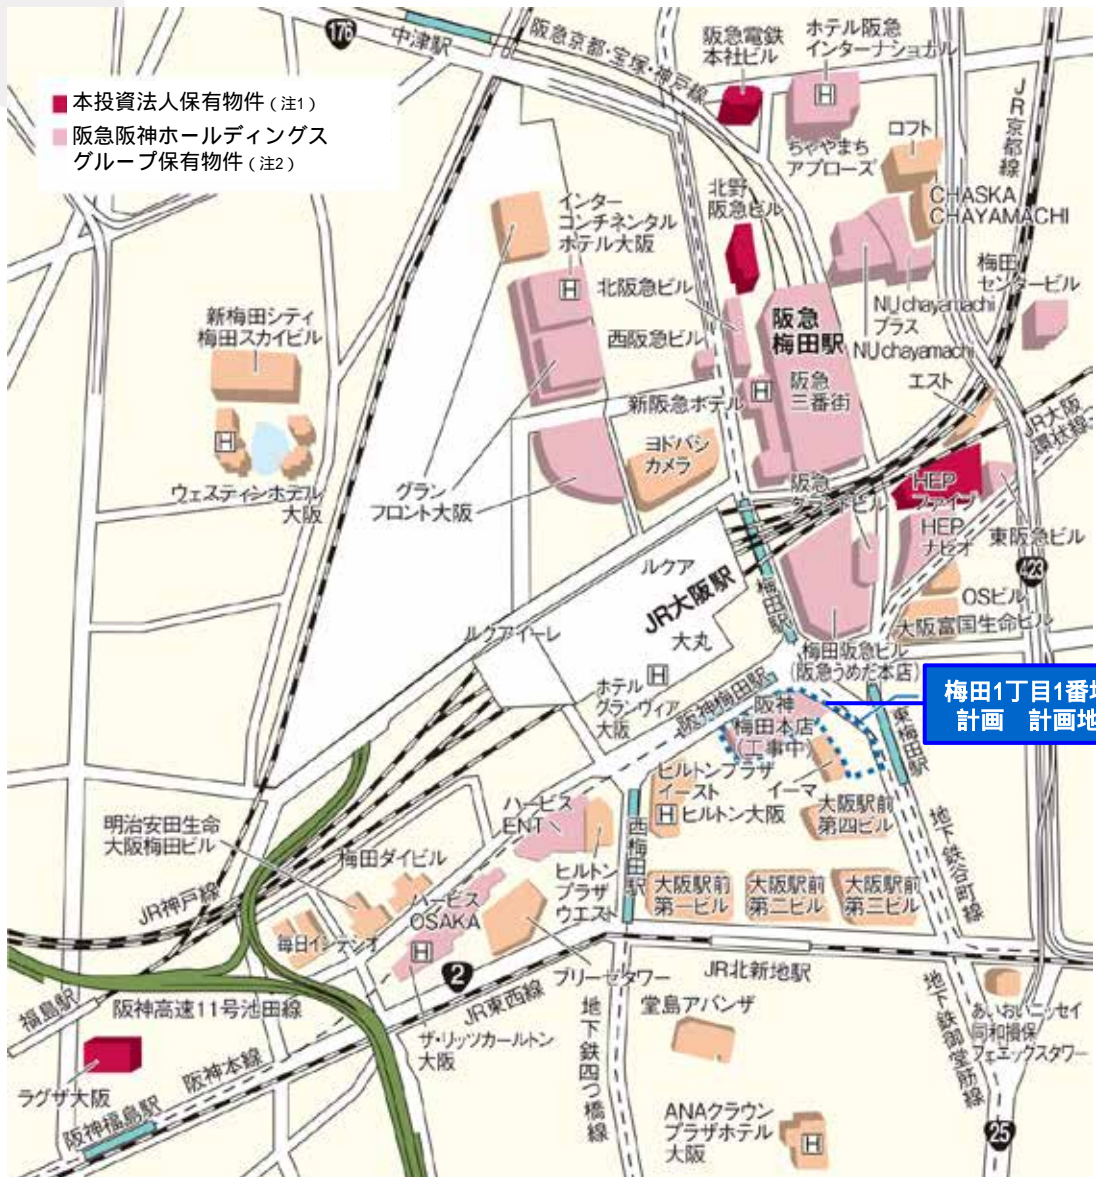 176
中津駅
阪急京都・宝塚・神戸線
阪急電鉄
本社ビル
ホテル阪急
インターナショナル
本投資法人保有物件（注1）
阪急阪神ホールディングス
グループ保有物件（注2）
H
ちゃやまち
アプローズ
ロフト
JR京都線
CHASKA
CHAYAMACHI
北野
阪急ビル
インター
コンチネンタル
ホテル大阪
H
北阪急ビル
西阪急ビル
阪急
梅田駅
NU chayamachi
プラス
NU chayamachi
梅田
センタービル
新梅田シティ
梅田スカイビル
新阪急ホテル
H
阪急
三番街
エスト
JR大阪
環状線
H
ウェスティンホテル
大阪
グラン
フロント大阪
ヨドバシ
カメラ
阪急
グランドビル
HEP
ファイブ
HEP
ナビオ
東阪急ビル
423
ルクア
JR大阪駅
梅田駅
OSビル
大阪富国生命ビル
ルクアイーレ
大丸
梅田阪急ビル
（阪急うめだ本店）
ホテル
グランヴィア
大阪
H
阪神梅田駅
阪神
梅田本店
（工事中）
東梅田駅
梅田1丁目1番地
計画　計画地
ヒルトンプラザ
イースト
H
ヒルトン大阪
イーマ
大阪駅前
第四ビル
明治安田生命
大阪梅田ビル
ハービス
ENT
西梅田駅
地下鉄谷町線
梅田ダイビル
ヒルトン
プラザ
ウエスト
大阪駅前
第一ビル
大阪駅前
第二ビル
大阪駅前
第三ビル
JR神戸線
ハービス
OSAKA
毎日インテシオ
H
2
ブリーゼタワー
JR北新地駅
JR東西線
福島駅
阪神高速11号池田線
ザ・リッツカールトン
大阪
地下鉄四つ橋線
堂島アバンザ
地下鉄御堂筋線
あいおいニッセイ
同和損保
フェニックスタワー
ラグザ大阪
阪神本線
阪神福島駅
ANAクラウン
プラザホテル
大阪
H
25